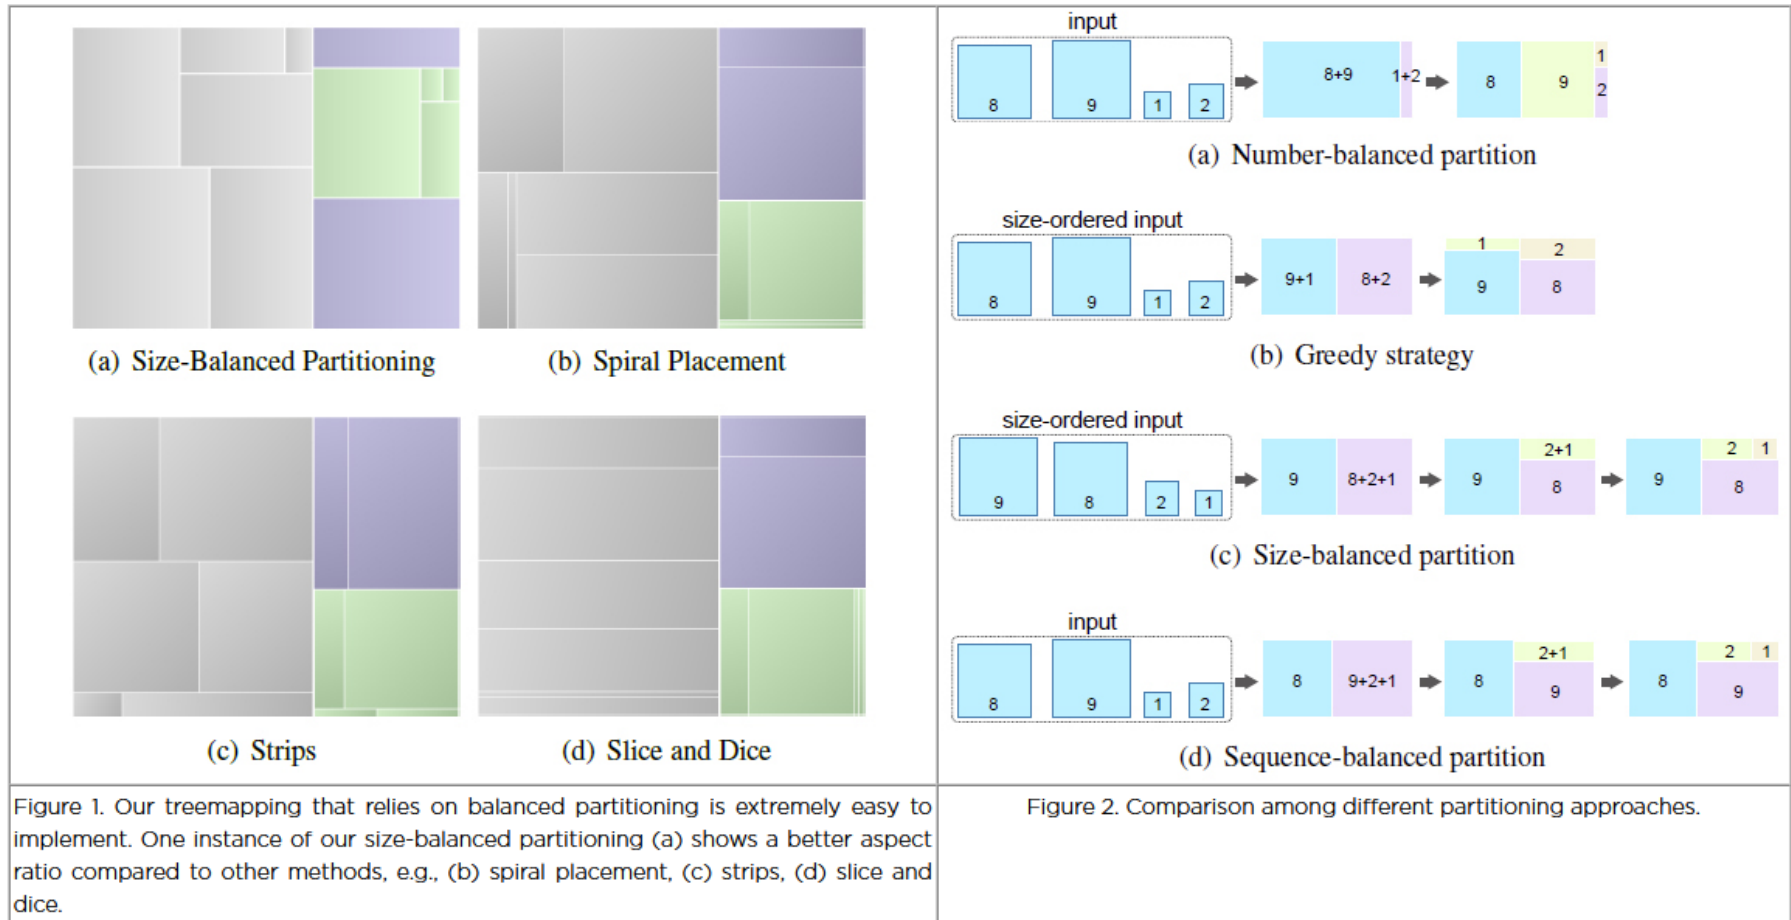 (a) Size-Balanced Partitioning
(b) Spiral Placement
(c) Strips
(d) Slice and Dice
Figure 1. Our treemapping that relies on balanced partitioning is extremely easy to
implement. One instance of our size-balanced partitioning (a) shows a better aspect
ratio compared to other methods, e.g., (b) spiral placement, (c) strips, (d) slice and
dice.
input
8 9 1 2
8+9 1+2
8 9 1 2
(a) Number-balanced partition
size-ordered input
8 9 1 2
9+1 8+2
1 2 9 8
(b) Greedy strategy
size-ordered input
9 8 2 1
9 8+2+1
9 2+1 8
9 2 1 8
(c) Size-balanced partition
input
8 9 1 2
8 9+2+1
8 2+1 9
8 2 1 9
(d) Sequence-balanced partition
Figure 2. Comparison among different partitioning approaches.